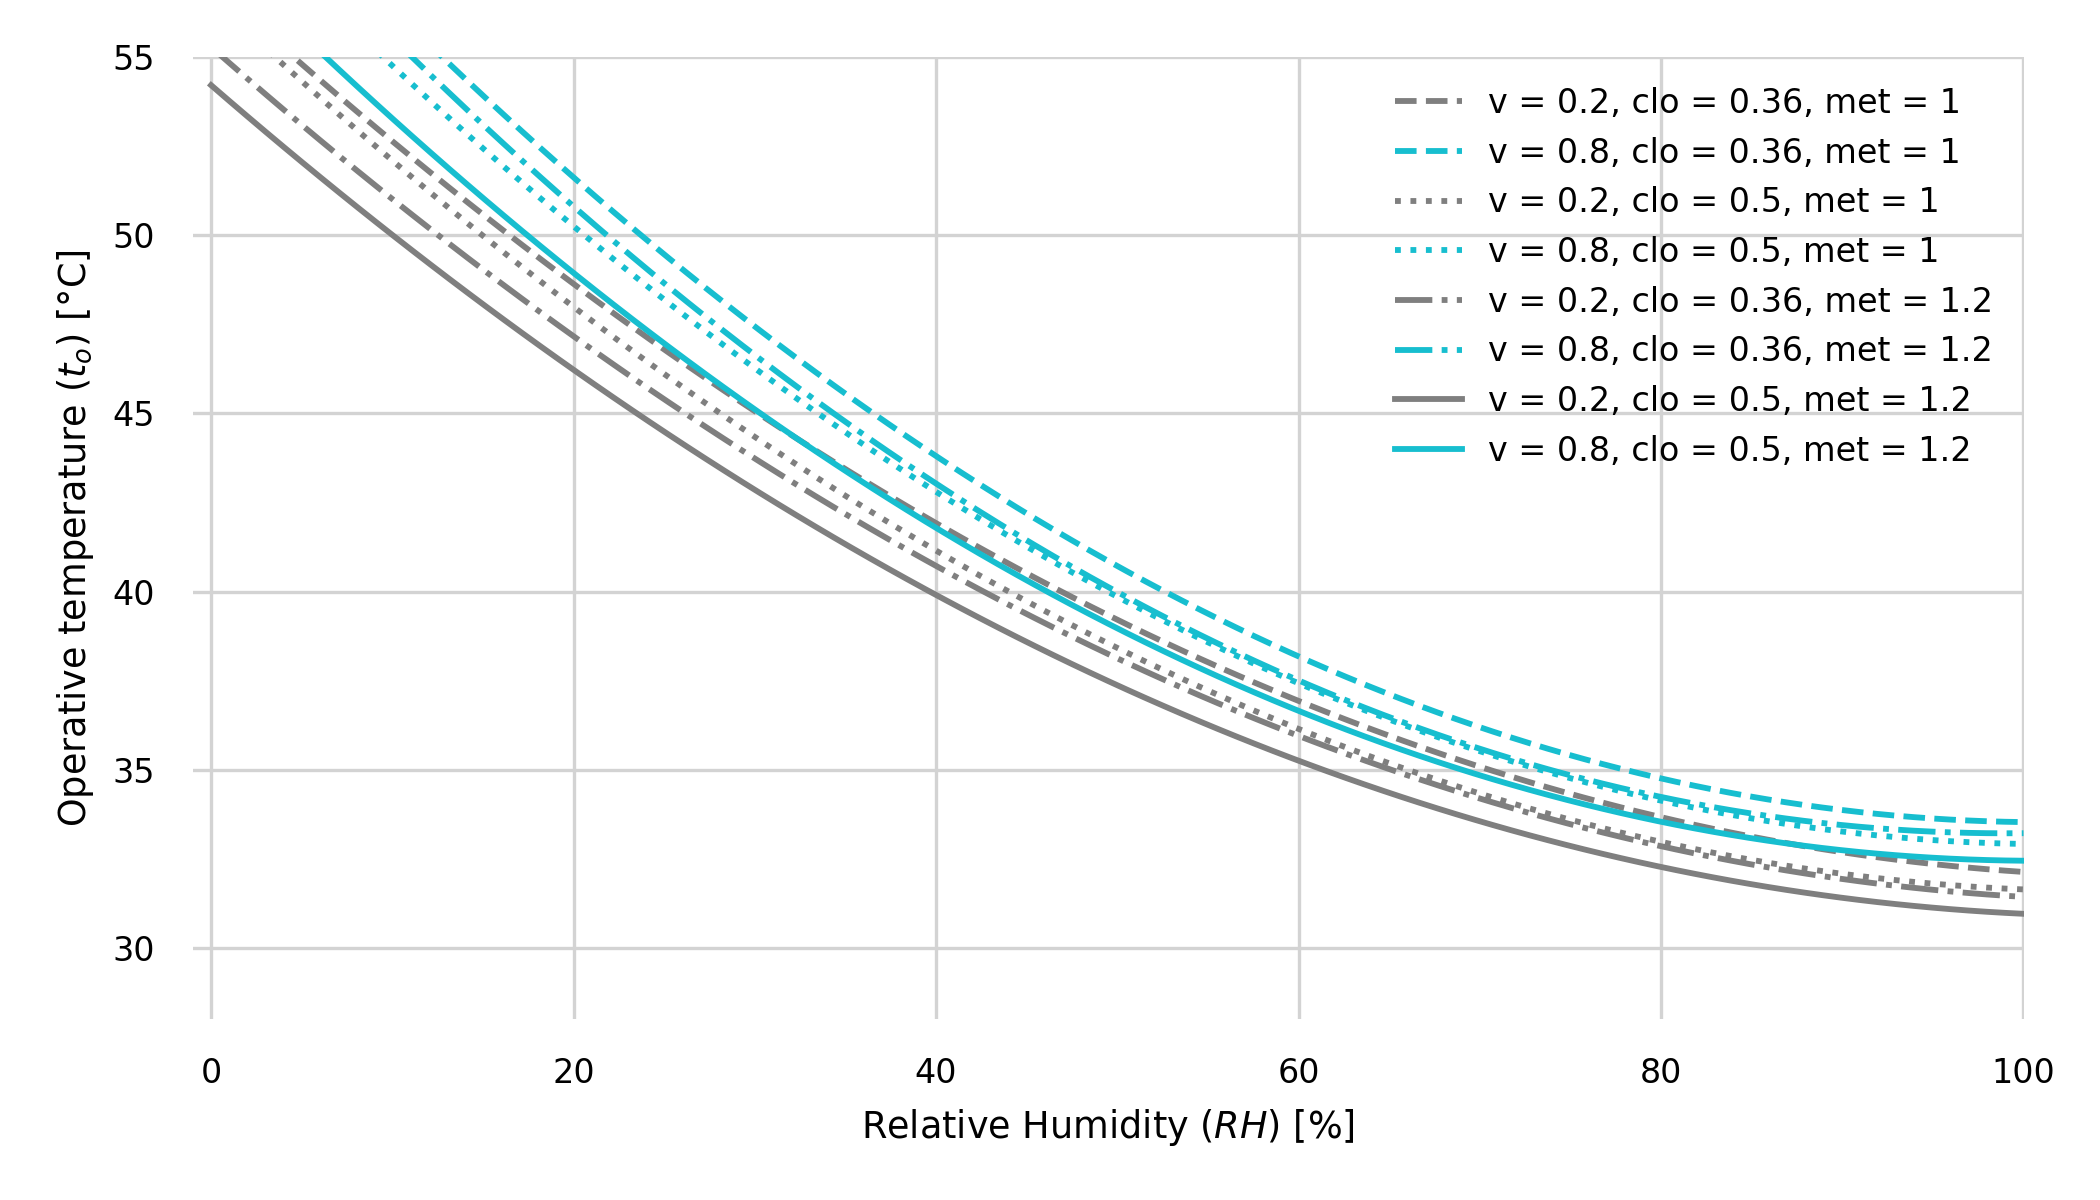 55
50
45
40
35
30
Operative temperature (tₒ) [°C]
v = 0.2, clo = 0.36, met = 1
v = 0.8, clo = 0.36, met = 1
v = 0.2, clo = 0.5, met = 1
v = 0.8, clo = 0.5, met = 1
v = 0.2, clo = 0.36, met = 1.2
v = 0.8, clo = 0.36, met = 1.2
v = 0.2, clo = 0.5, met = 1.2
v = 0.8, clo = 0.5, met = 1.2
0 20 40 60 80 100
Relative Humidity (RH) [%]